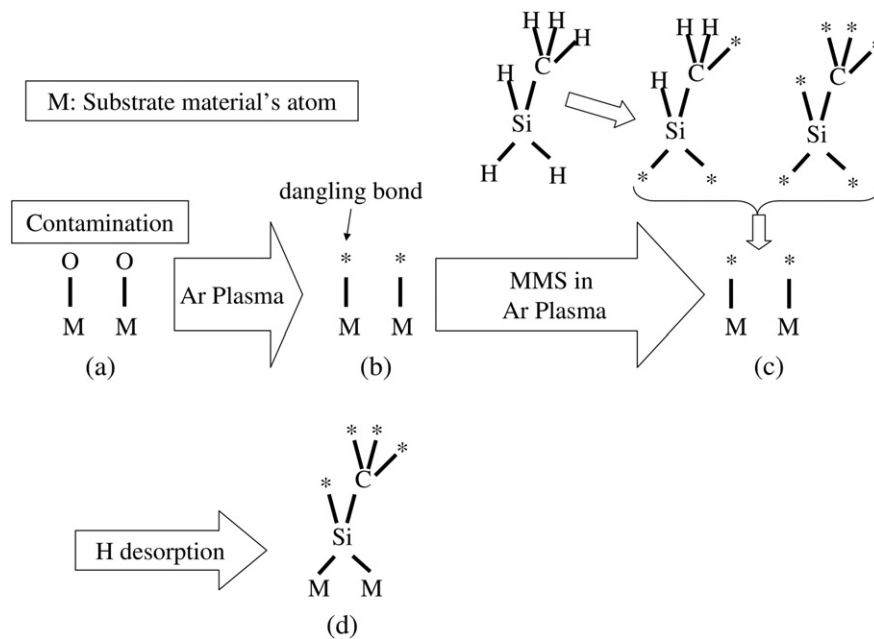 M: Substrate material's atom
H H H
H C
Si
H H
H H *
H C
Si
* *
* * *
* C
Si
* *
dangling bond
Contamination
O O
M M
(a)
Ar Plasma
* *
M M
(b)
MMS in
Ar Plasma
* *
M M
(c)
H desorption
* * *
* C
Si
M M
(d)